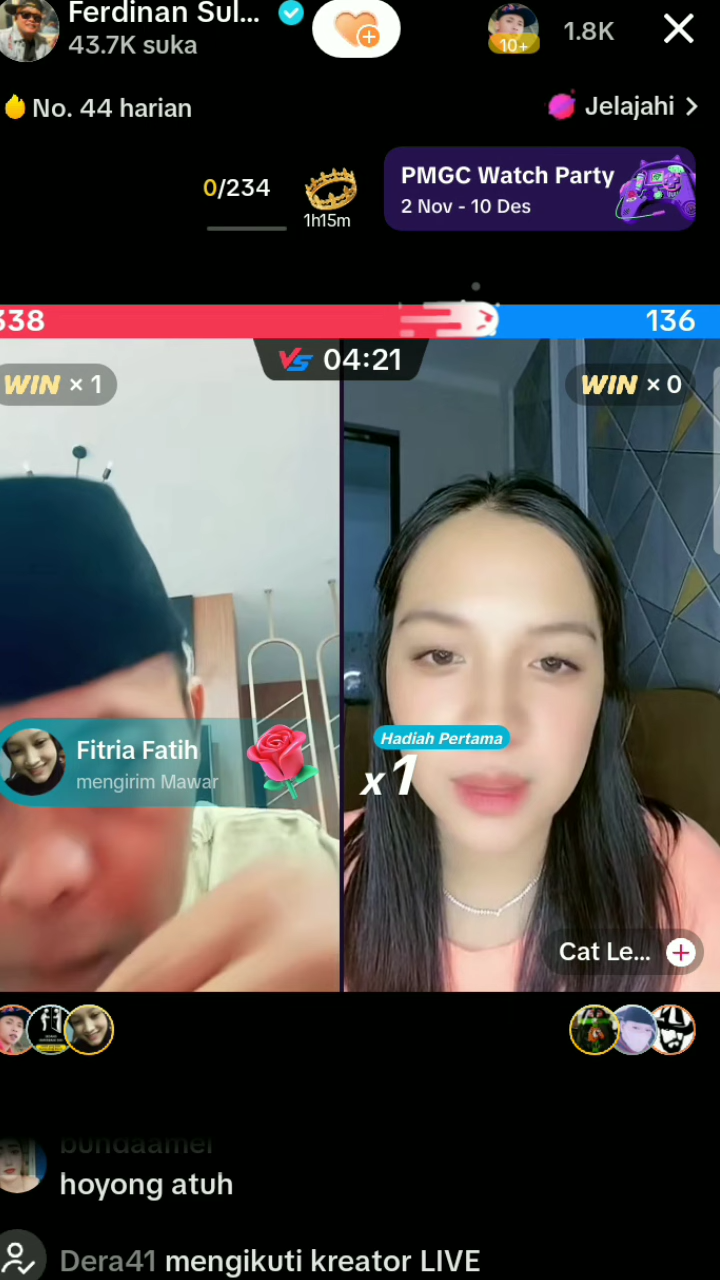 Ferdinan Sul...
43.7K suka
10+
1.8K
No. 44 harian
Jelajahi
0/234
1h15m
PMGC Watch Party
2 Nov - 10 Des
338
136
VS 04:21
WIN × 1
WIN × 0
Fitria Fatih
mengirim Mawar
Hadiah Pertama
x1
Cat Le...
bundaamel
hoyong atuh
Dera41 mengikuti kreator LIVE